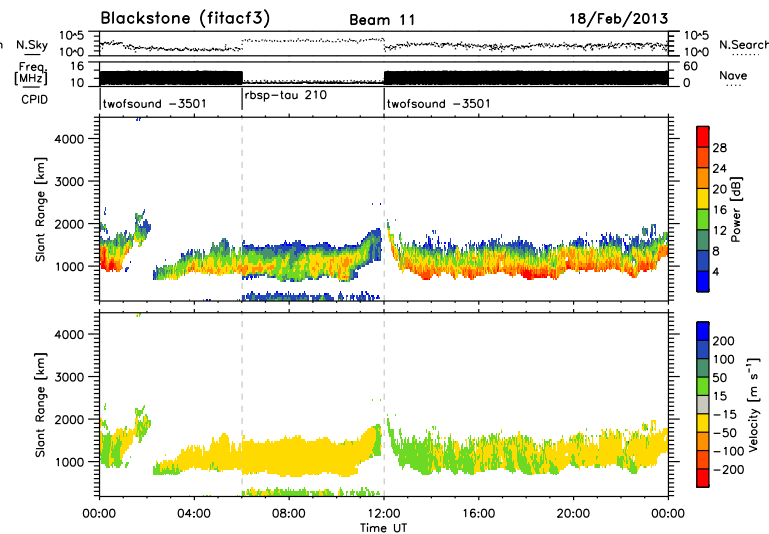 Blackstone (fitacf3) Beam 11 18/Feb/2013
N.Sky 10^5 10^0 10^5 10^0 N.Search
Freq. [MHz] 16 10 60 0 Nave
CPID twofsound -3501 rbsp-tau 210 twofsound -3501
Slant Range [km]
4000
3000
2000
1000
28
24
20
16
12
8
4
Power [dB]
Slant Range [km]
4000
3000
2000
1000
200
100
50
15
-15
-50
-100
-200
Velocity [m s⁻¹]
00:00 04:00 08:00 12:00 16:00 20:00 00:00
Time UT